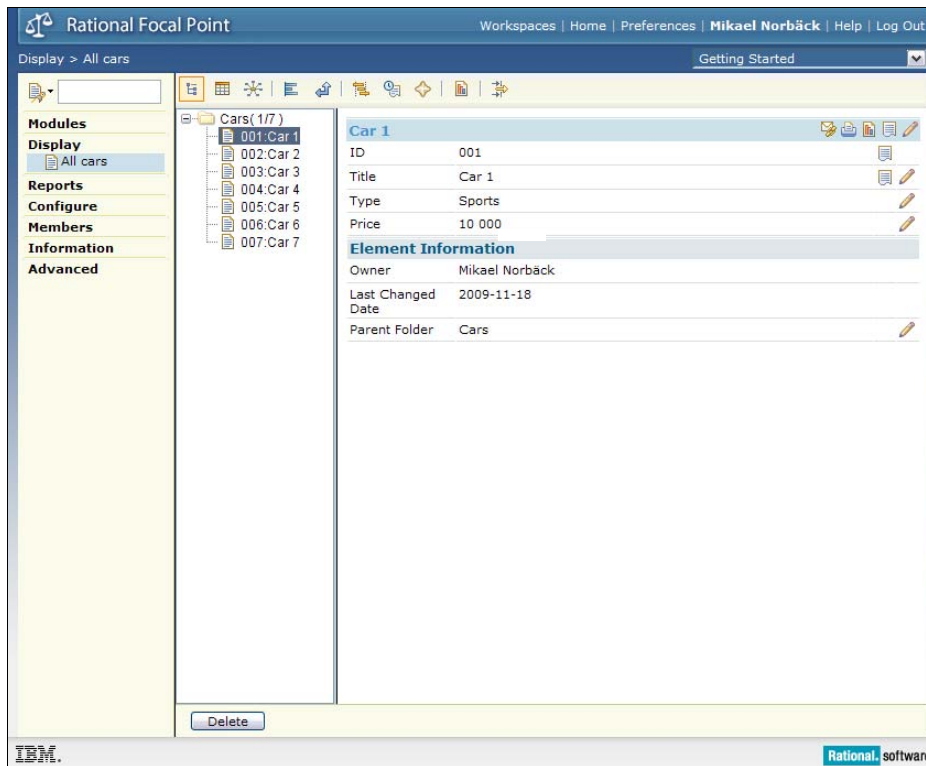 Rational Focal Point
Workspaces | Home | Preferences | Mikael Norbäck | Help | Log Out
Display > All cars
Getting Started
Modules
Display
All cars
Reports
Configure
Members
Information
Advanced
Cars(1/7 )
001:Car 1
002:Car 2
003:Car 3
004:Car 4
005:Car 5
006:Car 6
007:Car 7
Car 1
ID 001
Title Car 1
Type Sports
Price 10 000
Element Information
Owner Mikael Norbäck
Last Changed Date 2009-11-18
Parent Folder Cars
Delete
IBM.
Rational. softwar